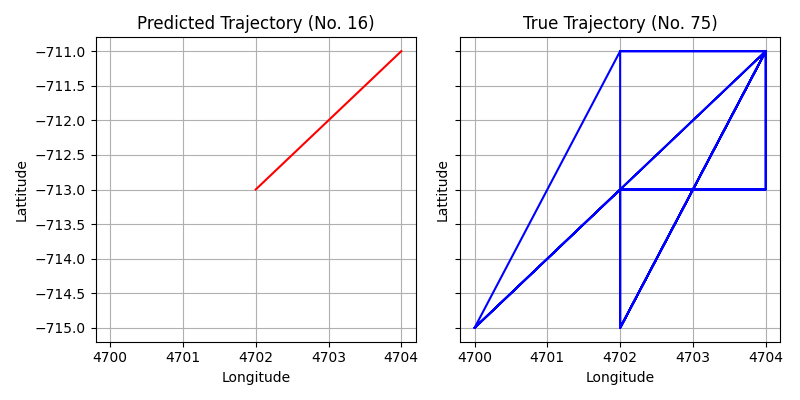 Predicted Trajectory (No. 16)
True Trajectory (No. 75)
Lattitude
−711.0
−711.5
−712.0
−712.5
−713.0
−713.5
−714.0
−714.5
−715.0
4700 4701 4702 4703 4704
Longitude
Lattitude
4700 4701 4702 4703 4704
Longitude